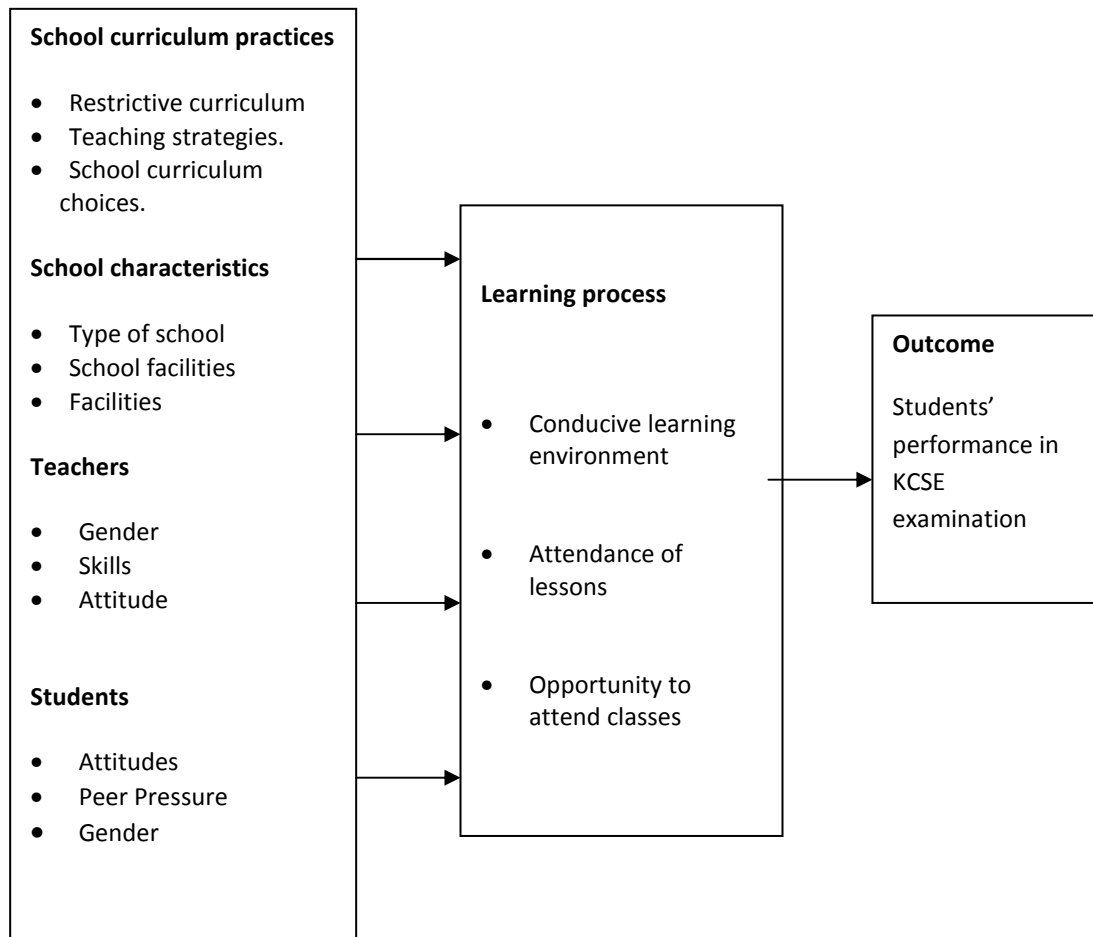 School curriculum practices
• Restrictive curriculum
• Teaching strategies.
• School curriculum
choices.
School characteristics
• Type of school
• School facilities
• Facilities
Teachers
• Gender
• Skills
• Attitude
Students
• Attitudes
• Peer Pressure
• Gender
Learning process
• Conducive learning
environment
• Attendance of
lessons
• Opportunity to
attend classes
Outcome
Students’
performance in
KCSE
examination